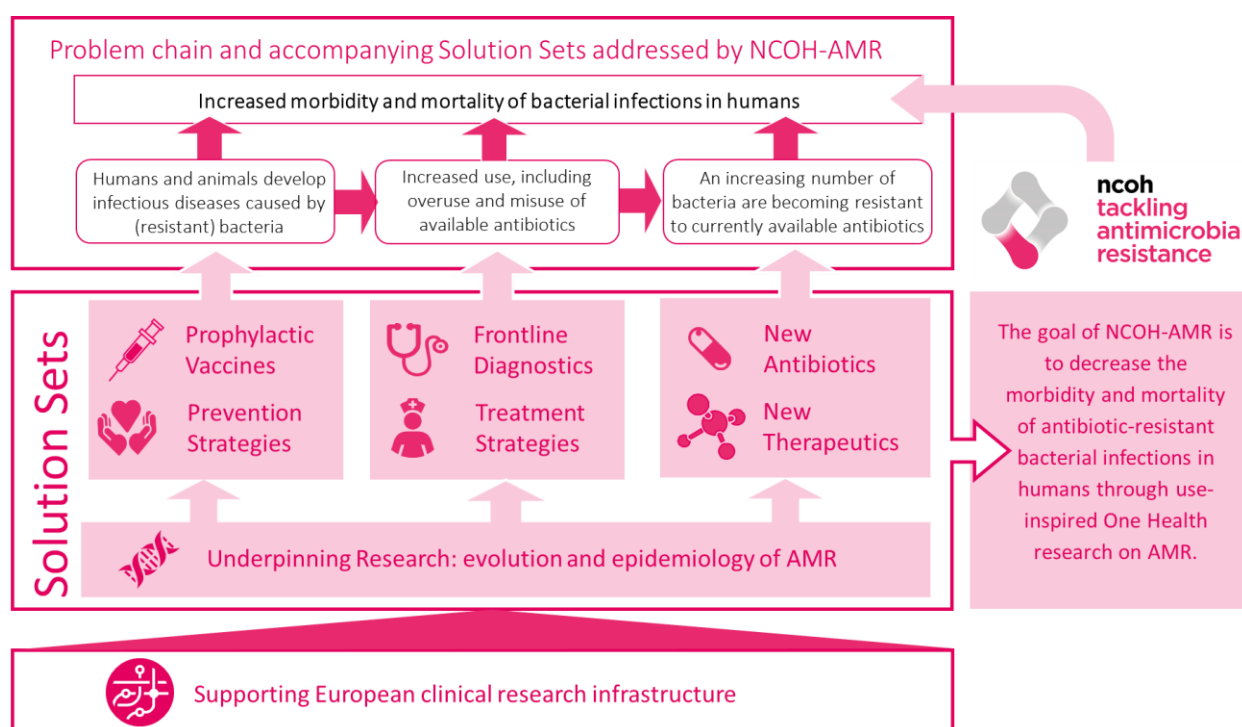 Problem chain and accompanying Solution Sets addressed by NCOH-AMR
Increased morbidity and mortality of bacterial infections in humans
Humans and animals develop
infectious diseases caused by
(resistant) bacteria
Increased use, including
overuse and misuse of
available antibiotics
An increasing number of
bacteria are becoming resistant
to currently available antibiotics
ncoh
tackling
antimicrobia
resistance
Solution Sets
Prophylactic
Vaccines
Prevention
Strategies
Frontline
Diagnostics
Treatment
Strategies
New
Antibiotics
New
Therapeutics
Underpinning Research: evolution and epidemiology of AMR
The goal of NCOH-AMR is
to decrease the
morbidity and mortality
of antibiotic-resistant
bacterial infections in
humans through use-
inspired One Health
research on AMR.
Supporting European clinical research infrastructure